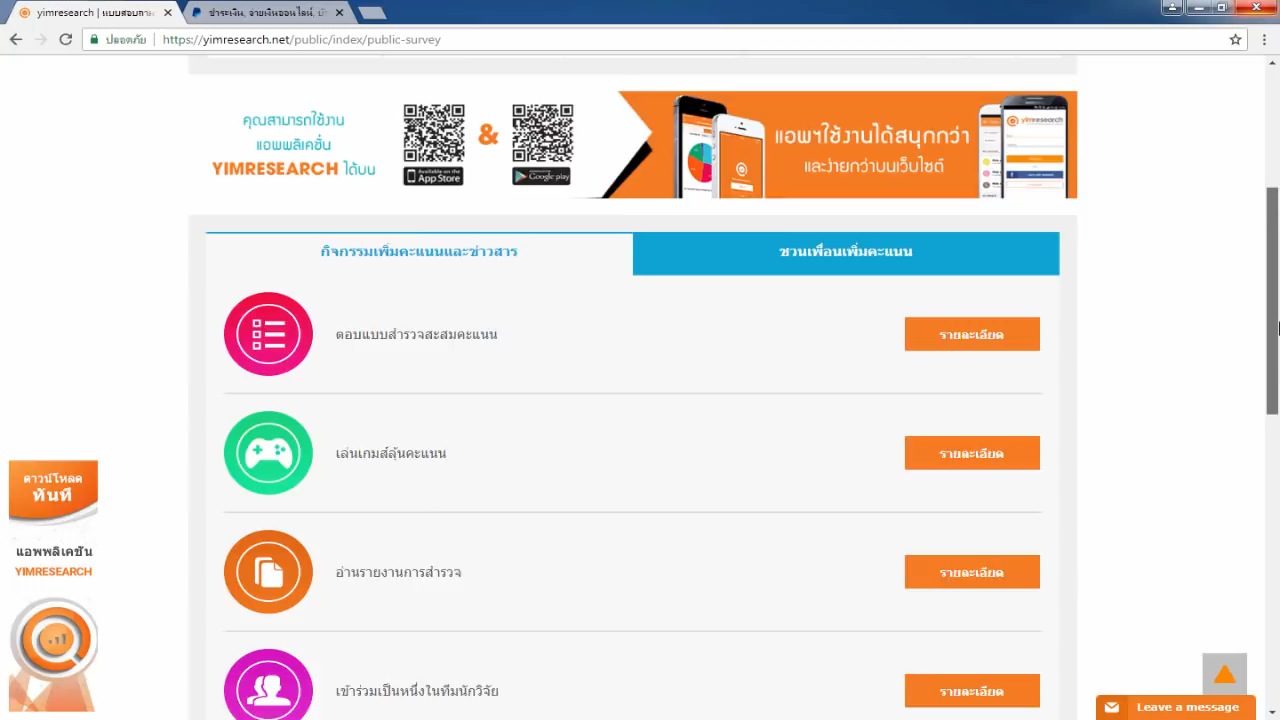 yimresearch | แบบสอบถา
ชำระเงิน, จ่ายเงินออนไลน์, บั
ปลอดภัย
https://yimresearch.net/public/index/public-survey
คุณสามารถใช้งาน
แอพพลิเคชั่น
YIMRESEARCH ได้บน
Available on the
App Store
&
Google play
แอพฯใช้งานได้สนุกกว่า
และง่ายกว่าบนเว็บไซต์
yimresearch
กิจกรรมเพิ่มคะแนนและข่าวสาร
ชวนเพื่อนเพิ่มคะแนน
ตอบแบบสำรวจสะสมคะแนน
รายละเอียด
เล่นเกมส์ลุ้นคะแนน
รายละเอียด
อ่านรายงานการสำรวจ
รายละเอียด
เข้าร่วมเป็นหนึ่งในทีมนักวิจัย
รายละเอียด
ดาวน์โหลด
ทันที
แอพพลิเคชัน
YIMRESEARCH
Leave a message